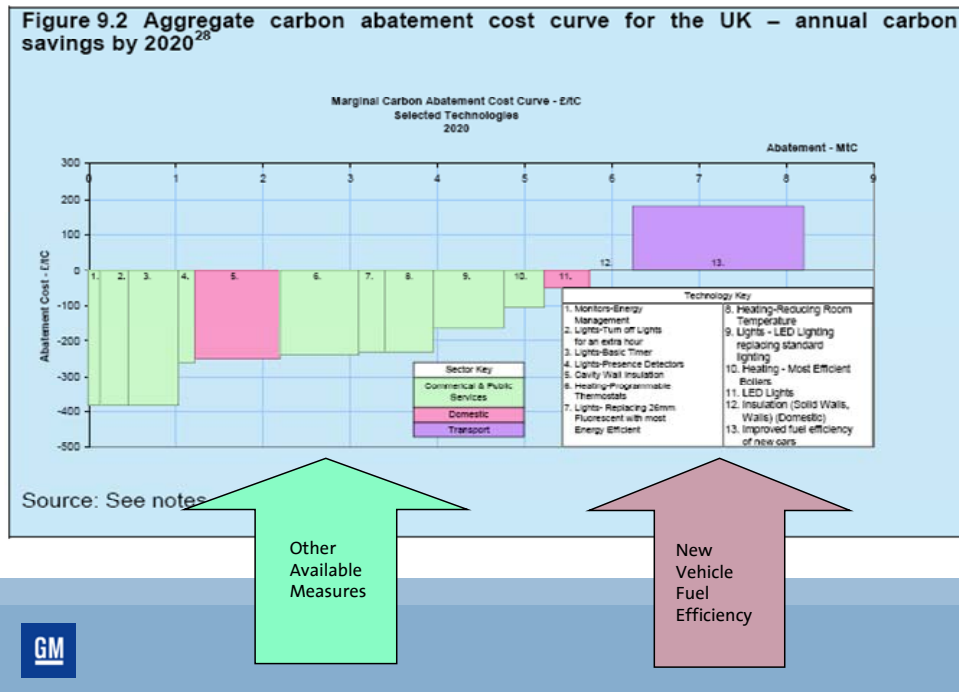 Figure 9.2 Aggregate carbon abatement cost curve for the UK – annual carbon
savings by 2020²⁸
Marginal Carbon Abatement Cost Curve - £/tC
Selected Technologies
2020
Abatement - MtC
300
200
100
0
-100
-200
-300
-400
-500
0 1 2 3 4 5 6 7 8 9
Abatement Cost - £/tC
1. 2. 3. 4. 5. 6. 7. 8. 9. 10. 11. 12. 13.
Sector Key
Commerical & Public
Services
Domestic
Transport
Technology Key
1. Monitors-Energy
Management
2. Lights-Turn off Lights
for an extra hour
3. Lights-Basic Timer
4. Lights-Presence Detectors
5. Cavity Wall Insulation
6. Heating-Programmable
Thermostats
7. Lights- Replacing 26mm
Fluorescent with most
Energy Efficient
8. Heating-Reducing Room
Temperature
9. Lights - LED Lighting
replacing standard
lighting
10. Heating - Most Efficient
Boilers
11. LED Lights
12. Insulation (Solid Walls,
Walls) (Domestic)
13. Improved fuel efficiency
of new cars
Source: See notes
Other
Available
Measures
New
Vehicle
Fuel
Efficiency
GM